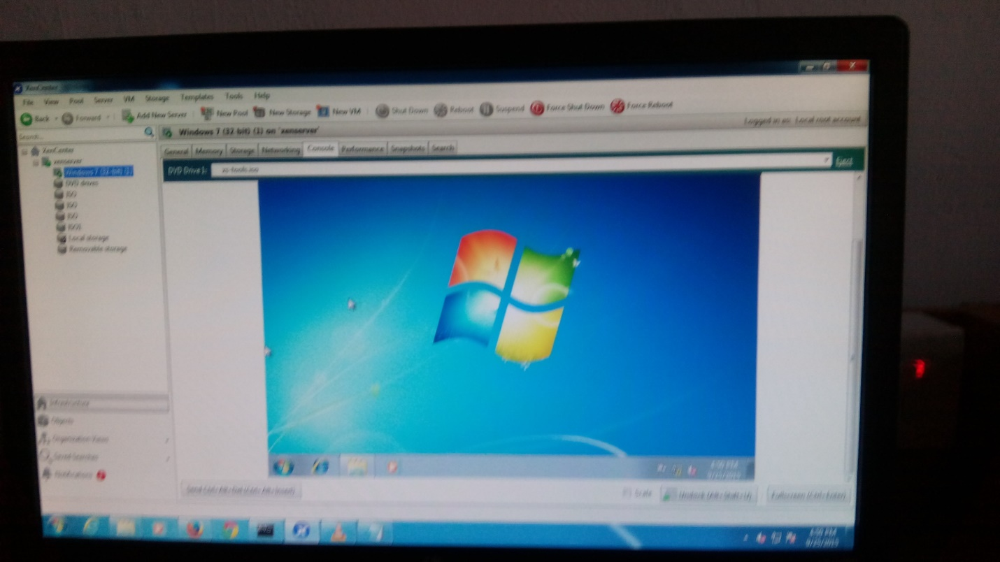 XenCenter
File View Pool Server VM Storage Templates Tools Help
Back Forward Add New Server New Pool New Storage New VM Shut Down Reboot Suspend Force Shut Down Force Reboot
Search...
Windows 7 (32-bit) (1) on 'xenserver'
Logged in as: Local root account
General Memory Storage Networking Console Performance Snapshots Search
DVD Drive 1: xs-tools.iso Eject
XenCenter
xenserver
Windows 7 (32-bit) (1)
DVD drives
ISO
ISO
ISO
Local storage
Removable storage
Infrastructure
Objects
Organization Views
Saved Searches
Notifications
Send Ctrl+Alt+Del (Ctrl+Alt+Insert)
Scale
Undock (Alt+Shift+U)
Fullscreen (Ctrl+Enter)